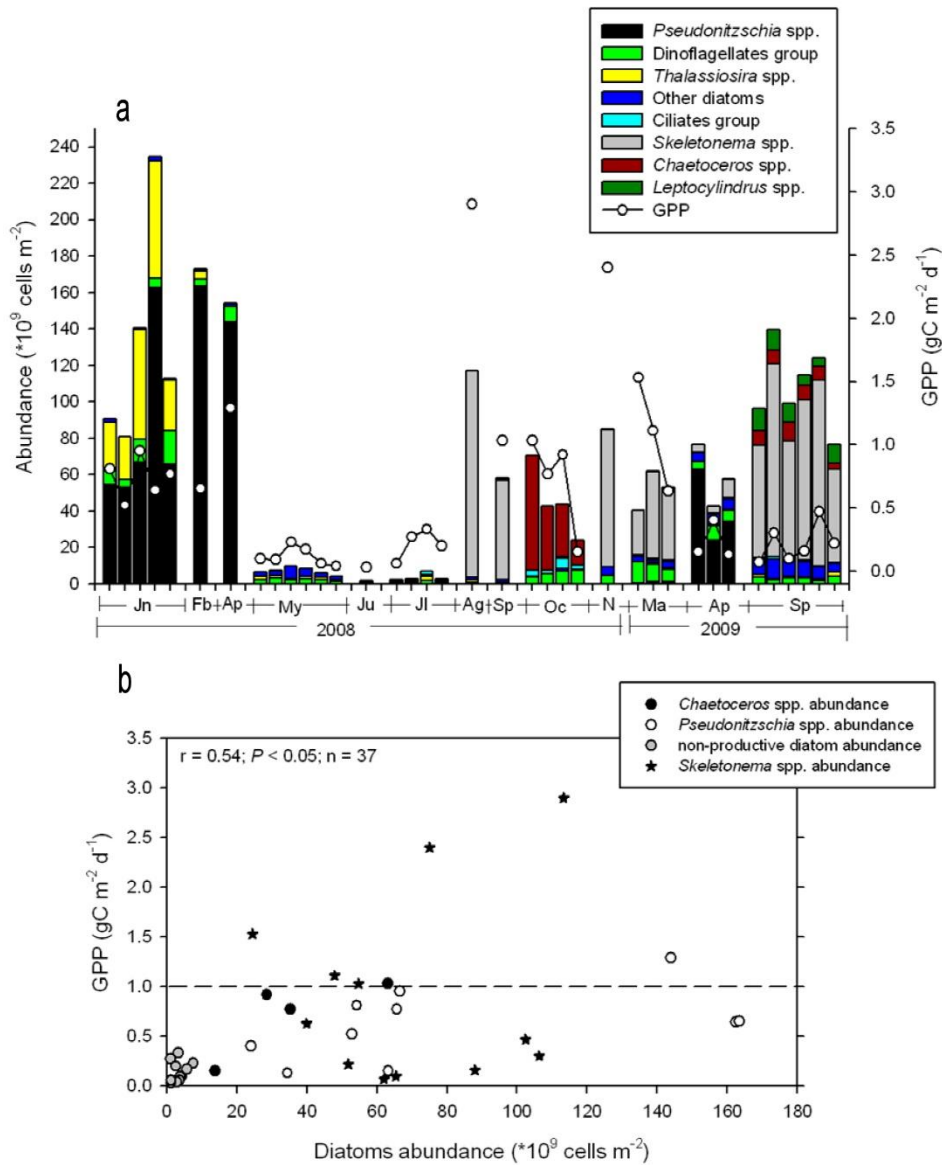 a
Pseudonitzschia spp.
Dinoflagellates group
Thalassiosira spp.
Other diatoms
Ciliates group
Skeletonema spp.
Chaetoceros spp.
Leptocylindrus spp.
GPP
Abundance (*10⁹ cells m⁻²)
240
220
200
180
160
140
120
100
80
60
40
20
0
3.5
3.0
2.5
2.0
1.5
1.0
0.5
0.0
GPP (gC m⁻² d⁻¹)
Jn Fb Ap My Ju Jl Ag Sp Oc N Ma Ap Sp
2008 2009
b
Chaetoceros spp. abundance
Pseudonitzschia spp. abundance
non-productive diatom abundance
Skeletonema spp. abundance
r = 0.54; P < 0.05; n = 37
GPP (gC m⁻² d⁻¹)
3.5
3.0
2.5
2.0
1.5
1.0
0.5
0.0
0 20 40 60 80 100 120 140 160 180
Diatoms abundance (*10⁹ cells m⁻²)